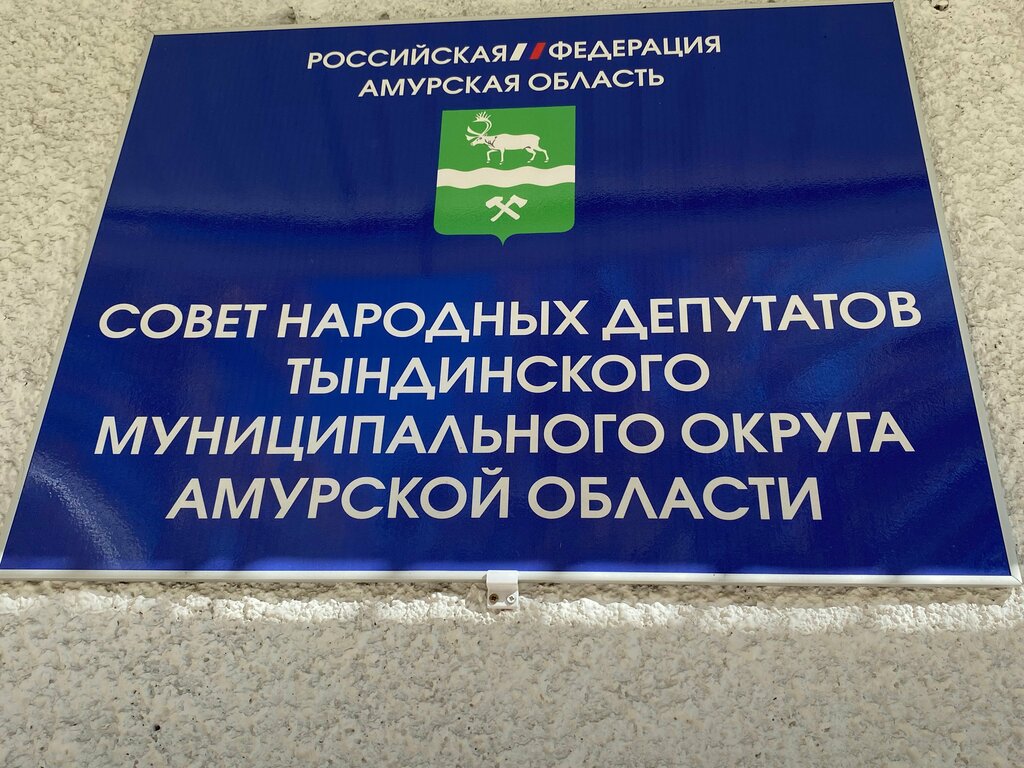 РОССИЙСКАЯ // ФЕДЕРАЦИЯ
АМУРСКАЯ ОБЛАСТЬ
СОВЕТ НАРОДНЫХ ДЕПУТАТОВ
ТЫНДИНСКОГО
МУНИЦИПАЛЬНОГО ОКРУГА
АМУРСКОЙ ОБЛАСТИ